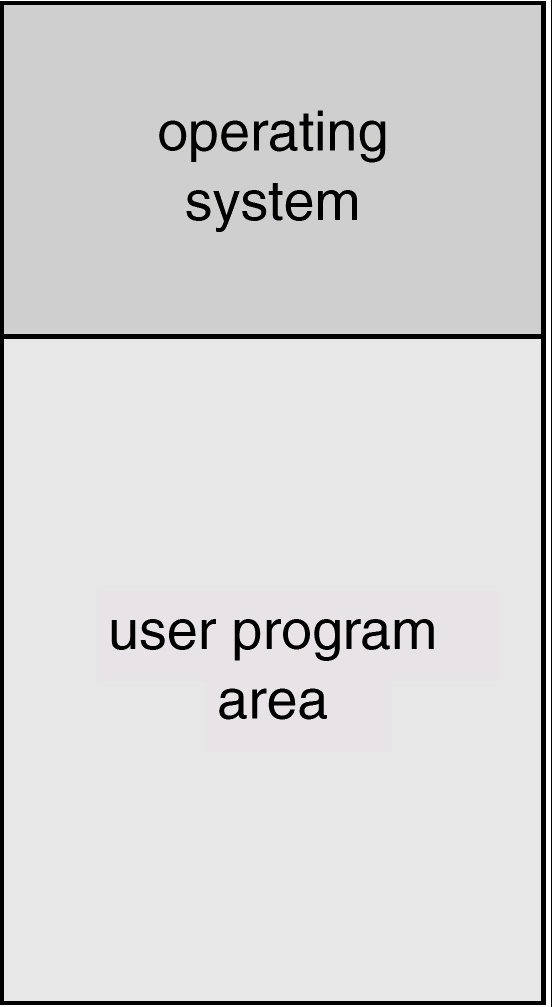 operating
system
user program
area